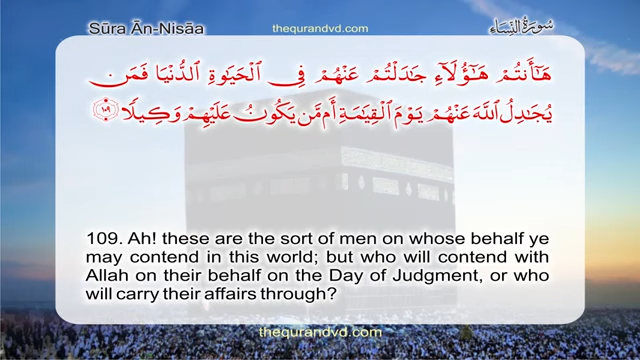 Sūra Ān-Nisāa
thequrandvd.com
سُورَةُ النِّسَاء
هَٰٓأَنتُمْ هَٰٓؤُلَآءِ جَٰدَلْتُمْ عَنْهُمْ فِى ٱلْحَيَوٰةِ ٱلدُّنْيَا فَمَن
يُجَٰدِلُ ٱللَّهَ عَنْهُمْ يَوْمَ ٱلْقِيَٰمَةِ أَم مَّن يَكُونُ عَلَيْهِمْ وَكِيلًا ١٠٩
109. Ah! these are the sort of men on whose behalf ye
may contend in this world; but who will contend with
Allah on their behalf on the Day of Judgment, or who
will carry their affairs through?
thequrandvd.com